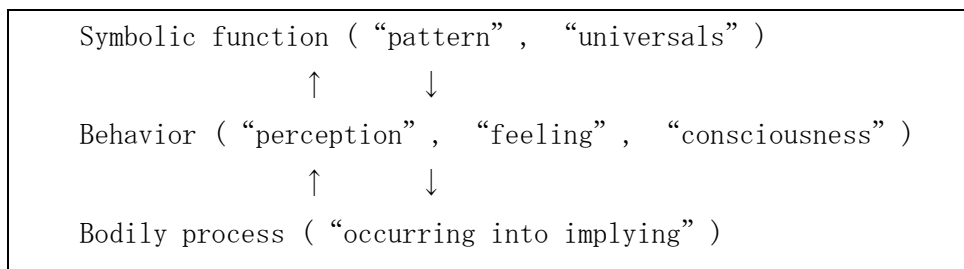 Symbolic function ( “pattern” , “universals” )
↑ ↓
Behavior ( “perception” , “feeling” , “consciousness” )
↑ ↓
Bodily process ( “occurring into implying” )